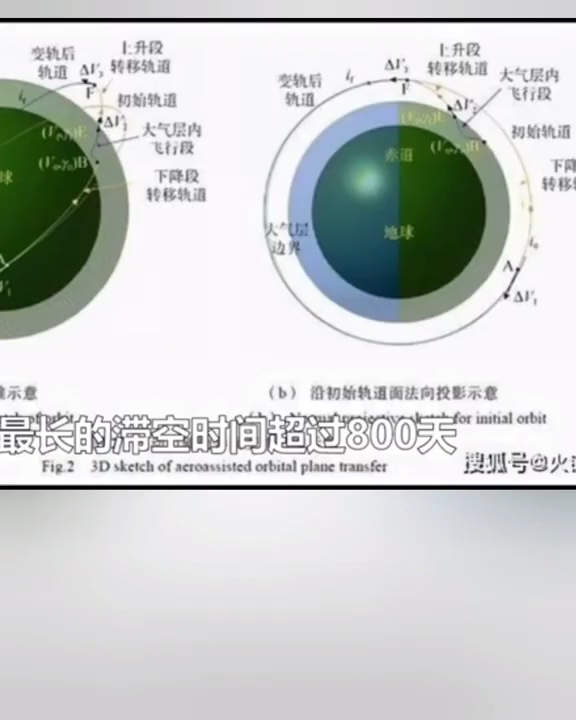 变轨后
轨道
ΔV₃
上升段
转移轨道
F
初始轨道
ΔV₂
大气层内
飞行段
下降段
转移轨道
球
A
变轨后
轨道
ΔV₃
F
上升段
转移轨道
大气层内
飞行段
初始轨道
下降
转移轨
赤道
地球
大气层
边界
A
ΔV₁
示意
(b) 沿初始轨道面法向投影示意
for initial orbit
最长的滞空时间超过800天
Fig.2 3D sketch of aeroassisted orbital plane transfer
搜狐号@火